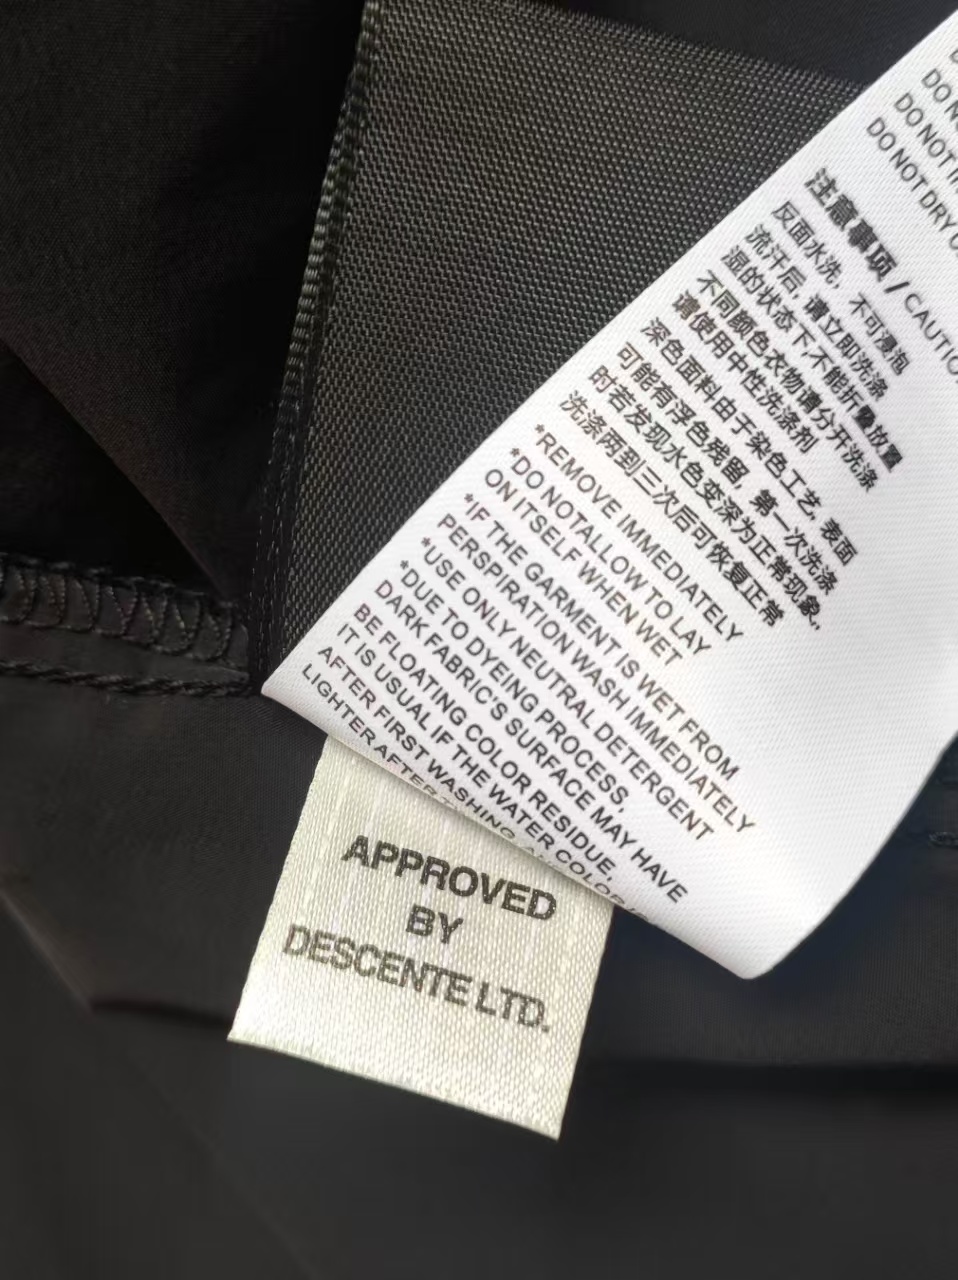 DO NOT
DO NOT DRY
注意事项 / CAUTIO
反面水洗，不可浸泡
流汗后，请立即洗涤
湿的状态下,不能折叠放置
不同颜色衣物请分开洗涤
请使用中性洗涤剂
深色面料由于染色工艺, 表面
可能有浮色残留, 第一次洗涤
时若发现水色变深为正常现象,
洗涤两到三次后可恢复正常
*REMOVE IMMEDIATELY
*DO NOT ALLOW TO LAY
ON ITSELF WHEN WET
*IF THE GARMENT IS WET FROM
PERSPIRATION WASH IMMEDIATELY
*USE ONLY NEUTRAL DETERGENT
*DUE TO DYEING PROCESS,
DARK FABRIC'S SURFACE MAY HAVE
BE FLOATING COLOR RESIDUE,
IT IS USUAL IF THE WATER COLOR
AFTER FIRST WASHING
LIGHTER AFTER
APPROVED
BY
DESCENTE LTD.